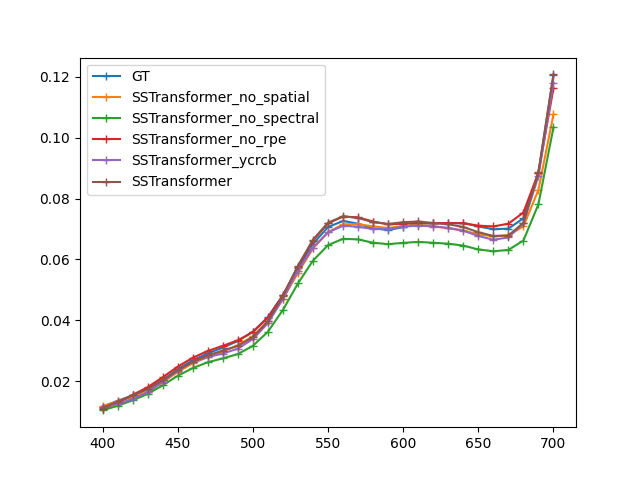 0.12
0.10
0.08
0.06
0.04
0.02
GT
SSTransformer_no_spatial
SSTransformer_no_spectral
SSTransformer_no_rpe
SSTransformer_ycrcb
SSTransformer
400 450 500 550 600 650 700